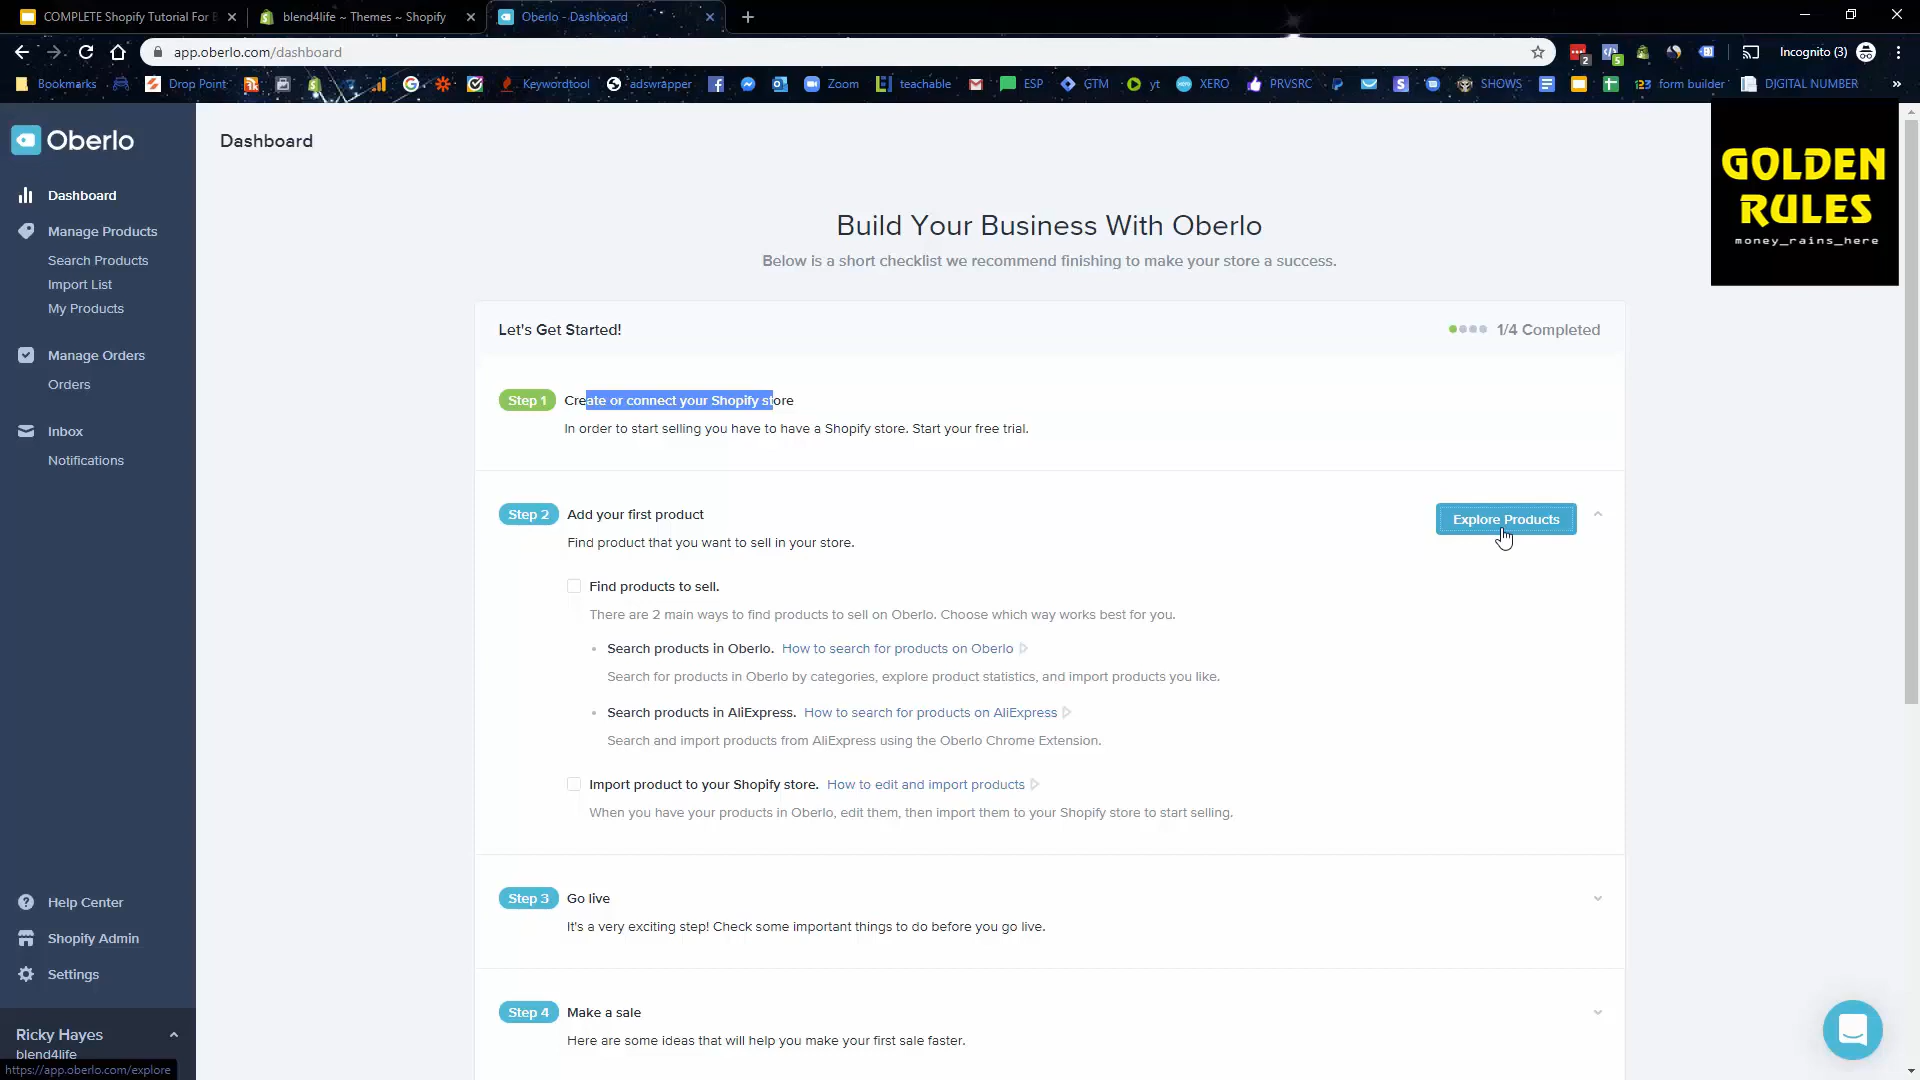 COMPLETE Shopify Tutorial For B
blend4life ~ Themes ~ Shopify
Oberlo - Dashboard
app.oberlo.com/dashboard
2
5
Incognito (3)
Bookmarks
Drop Point
Keywordtool
adswrapper
Zoom
teachable
ESP
GTM
yt
XERO
PRVSRC
SHOWS
123 form builder
DIGITAL NUMBER
»
Oberlo
Dashboard
GOLDEN
RULES
money_rains_here
Dashboard
Manage Products
Search Products
Import List
My Products
Manage Orders
Orders
Inbox
Notifications
Build Your Business With Oberlo
Below is a short checklist we recommend finishing to make your store a success.
Let's Get Started!
1/4 Completed
Step 1 Create or connect your Shopify store
In order to start selling you have to have a Shopify store. Start your free trial.
Step 2 Add your first product
Explore Products
Find product that you want to sell in your store.
Find products to sell.
There are 2 main ways to find products to sell on Oberlo. Choose which way works best for you.
• Search products in Oberlo. How to search for products on Oberlo
Search for products in Oberlo by categories, explore product statistics, and import products you like.
• Search products in AliExpress. How to search for products on AliExpress
Search and import products from AliExpress using the Oberlo Chrome Extension.
Import product to your Shopify store. How to edit and import products
When you have your products in Oberlo, edit them, then import them to your Shopify store to start selling.
Step 3 Go live
It's a very exciting step! Check some important things to do before you go live.
Step 4 Make a sale
Here are some ideas that will help you make your first sale faster.
Help Center
Shopify Admin
Settings
Ricky Hayes
blend4life
https://app.oberlo.com/explore